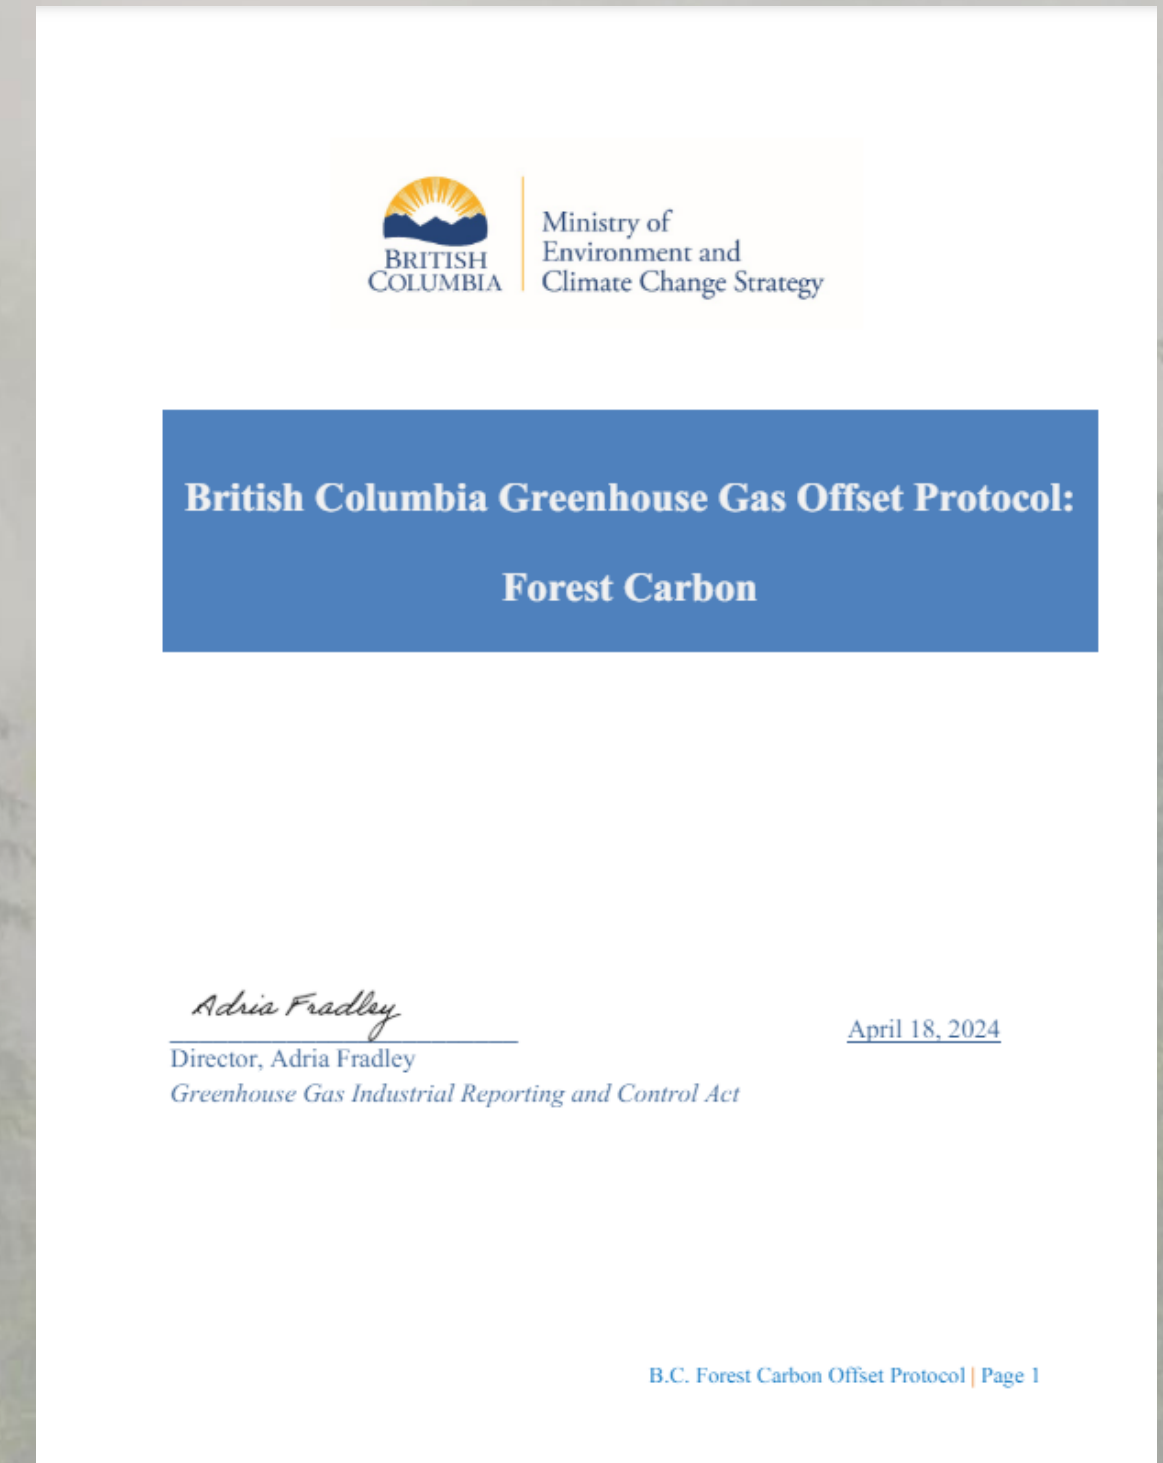 BRITISH
COLUMBIA
Ministry of
Environment and
Climate Change Strategy
British Columbia Greenhouse Gas Offset Protocol:
Forest Carbon
Adria Fradley
April 18, 2024
Director, Adria Fradley
Greenhouse Gas Industrial Reporting and Control Act
B.C. Forest Carbon Offset Protocol | Page 1